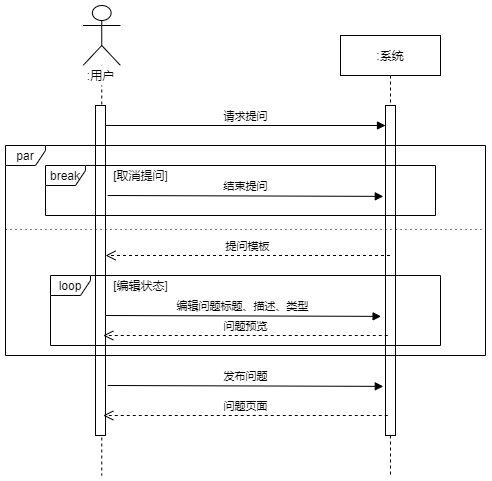 :用户
:系统
请求提问
par
break
[取消提问]
结束提问
提问模板
loop
[编辑状态]
编辑问题标题、描述、类型
问题预览
发布问题
问题页面